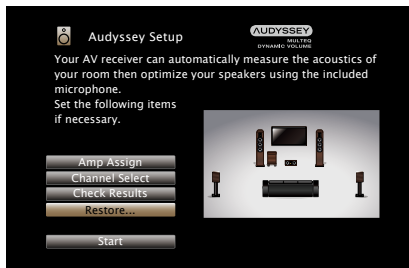 Audyssey Setup
AUDYSSEY
MULTEQ
DYNAMIC VOLUME
Your AV receiver can automatically measure the acoustics of
your room then optimize your speakers using the included
microphone.
Set the following items
if necessary.
Amp Assign
Channel Select
Check Results
Restore...
Start